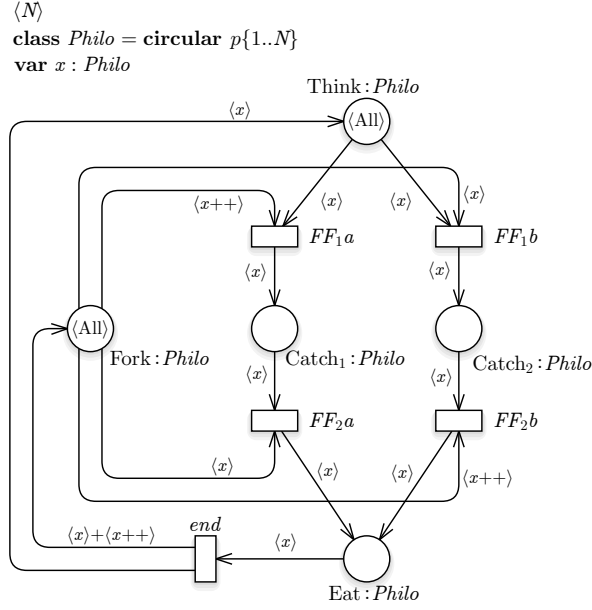 ⟨N⟩
class Philo = circular p{1..N}
var x : Philo
Think : Philo
⟨x⟩
⟨All⟩
⟨x++⟩
⟨x⟩
⟨x⟩
⟨x⟩
FF₁a
FF₁b
⟨x⟩
⟨x⟩
⟨All⟩
Fork : Philo
Catch₁ : Philo
Catch₂ : Philo
⟨x⟩
⟨x⟩
FF₂a
FF₂b
⟨x⟩
⟨x⟩
⟨x⟩
⟨x++⟩
end
⟨x⟩+⟨x++⟩
⟨x⟩
Eat : Philo